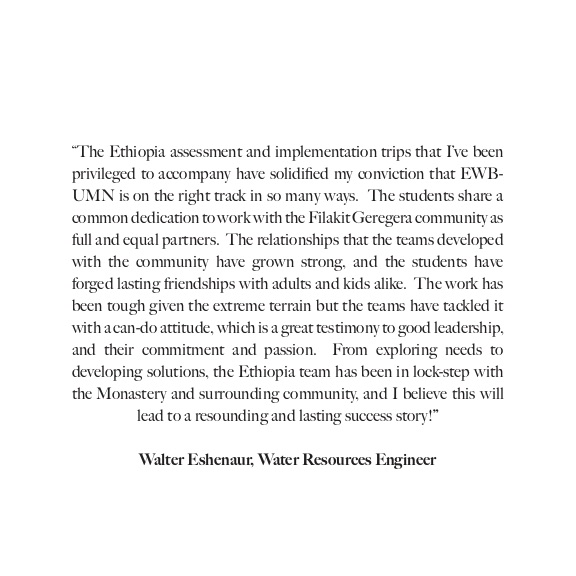 “The Ethiopia assessment and implementation trips that I’ve been
privileged to accompany have solidified my conviction that EWB-
UMN is on the right track in so many ways.  The students share a
common dedication to work with the Filakit Geregera community as
full and equal partners.  The relationships that the teams developed
with the community have grown strong, and the students have
forged lasting friendships with adults and kids alike.  The work has
been tough given the extreme terrain but the teams have tackled it
with a can-do attitude, which is a great testimony to good leadership,
and their commitment and passion.  From exploring needs to
developing solutions, the Ethiopia team has been in lock-step with
the Monastery and surrounding community, and I believe this will
lead to a resounding and lasting success story!”
Walter Eshenaur, Water Resources Engineer